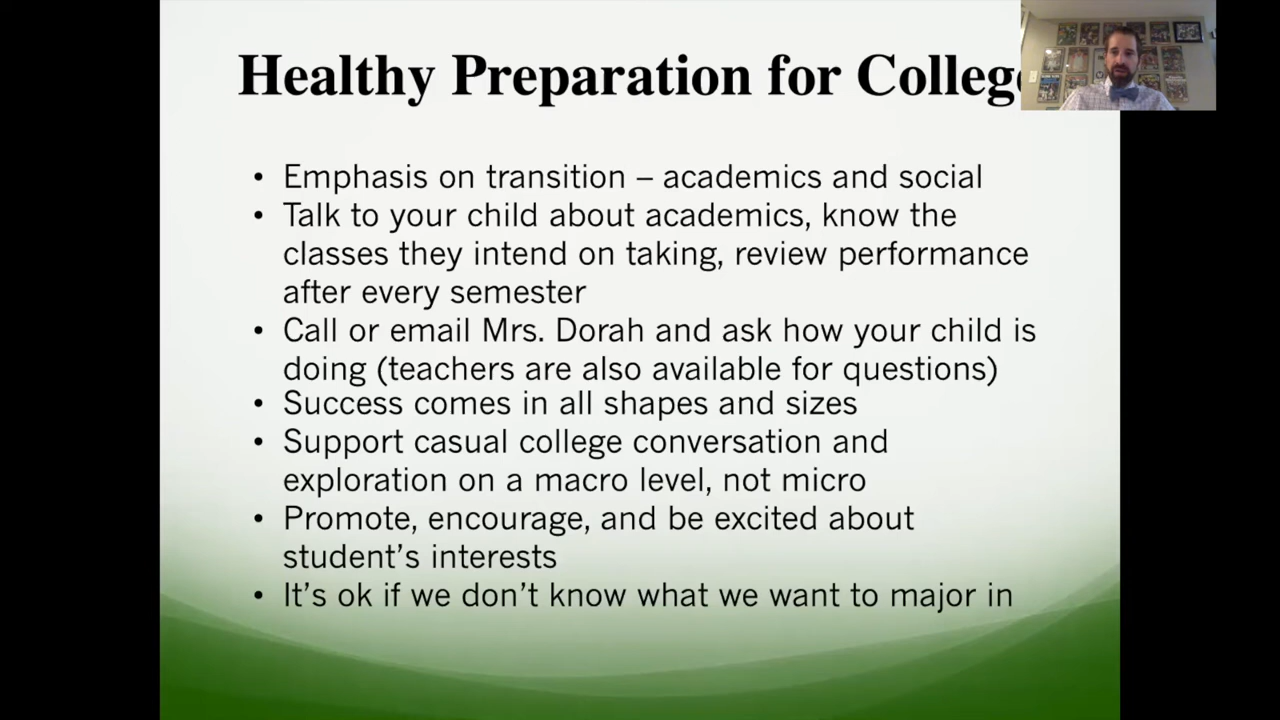 Healthy Preparation for College
• Emphasis on transition – academics and social
• Talk to your child about academics, know the
classes they intend on taking, review performance
after every semester
• Call or email Mrs. Dorah and ask how your child is
doing (teachers are also available for questions)
• Success comes in all shapes and sizes
• Support casual college conversation and
exploration on a macro level, not micro
• Promote, encourage, and be excited about
student’s interests
• It’s ok if we don’t know what we want to major in